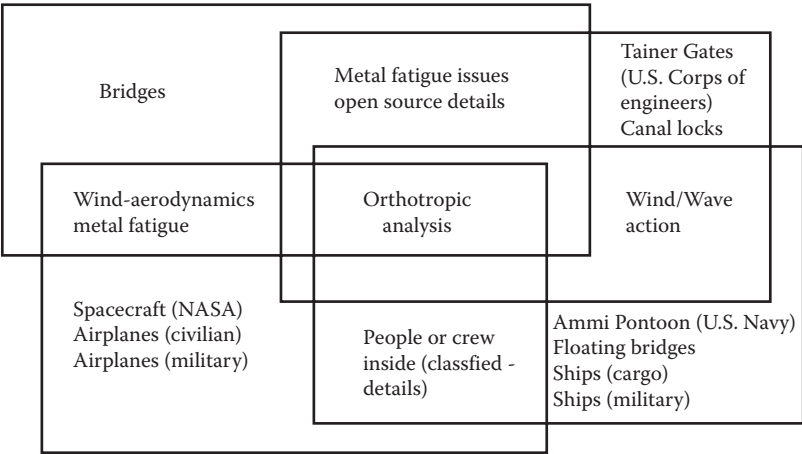 Bridges
Metal fatigue issues
open source details
Tainer Gates
(U.S. Corps of
engineers)
Canal locks
Wind-aerodynamics
metal fatigue
Orthotropic
analysis
Wind/Wave
action
Spacecraft (NASA)
Airplanes (civilian)
Airplanes (military)
People or crew
inside (classfied -
details)
Ammi Pontoon (U.S. Navy)
Floating bridges
Ships (cargo)
Ships (military)